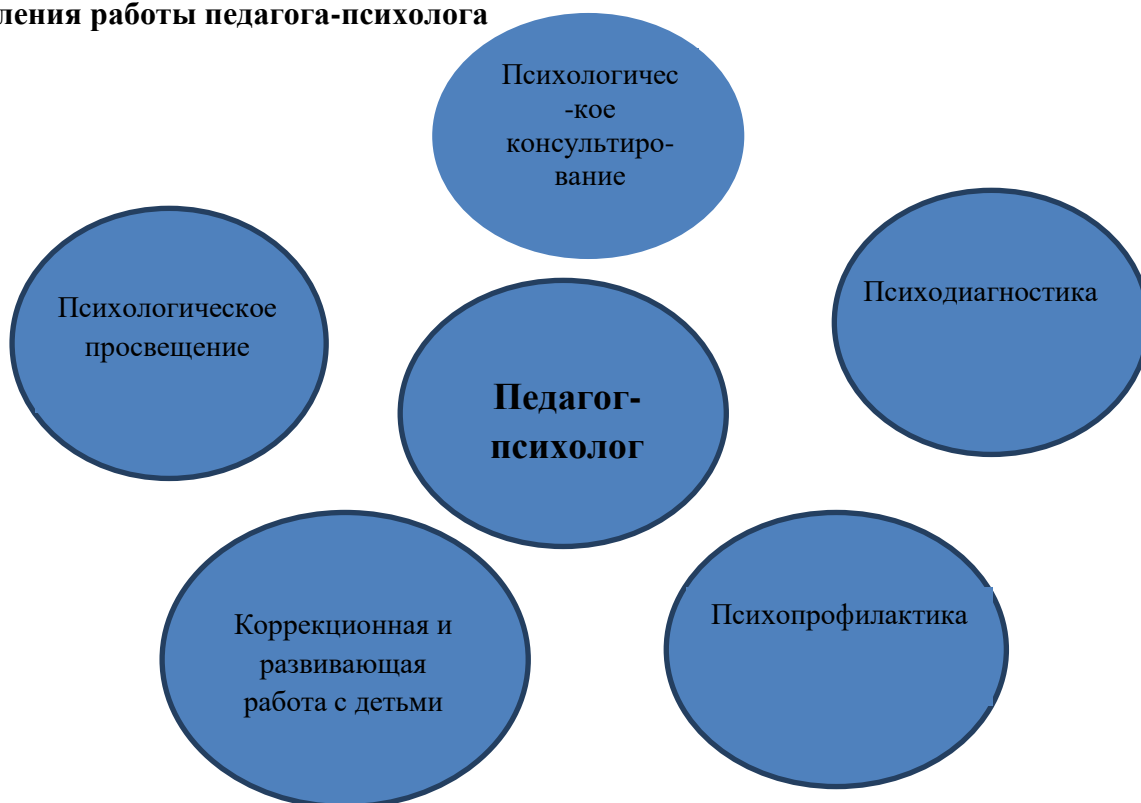 ления работы педагога-психолога
Психологичес
-кое
консультиро-
вание
Психологическое
просвещение
Психодиагностика
Педагог-
психолог
Коррекционная и
развивающая
работа с детьми
Психопрофилактика